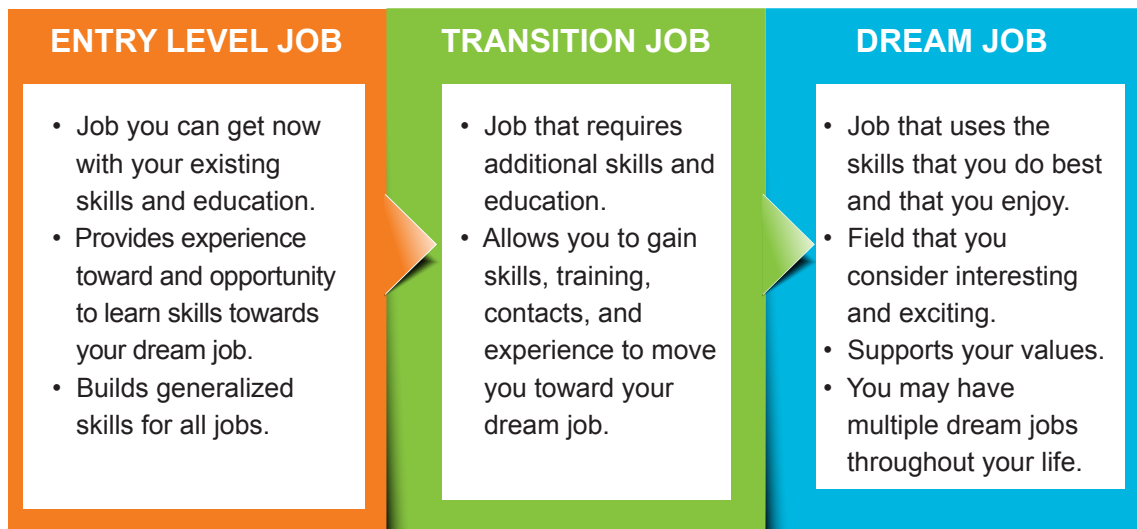 ENTRY LEVEL JOB
• Job you can get now
with your existing
skills and education.
• Provides experience
toward and opportunity
to learn skills towards
your dream job.
• Builds generalized
skills for all jobs.
TRANSITION JOB
• Job that requires
additional skills and
education.
• Allows you to gain
skills, training,
contacts, and
experience to move
you toward your
dream job.
DREAM JOB
• Job that uses the
skills that you do best
and that you enjoy.
• Field that you
consider interesting
and exciting.
• Supports your values.
• You may have
multiple dream jobs
throughout your life.